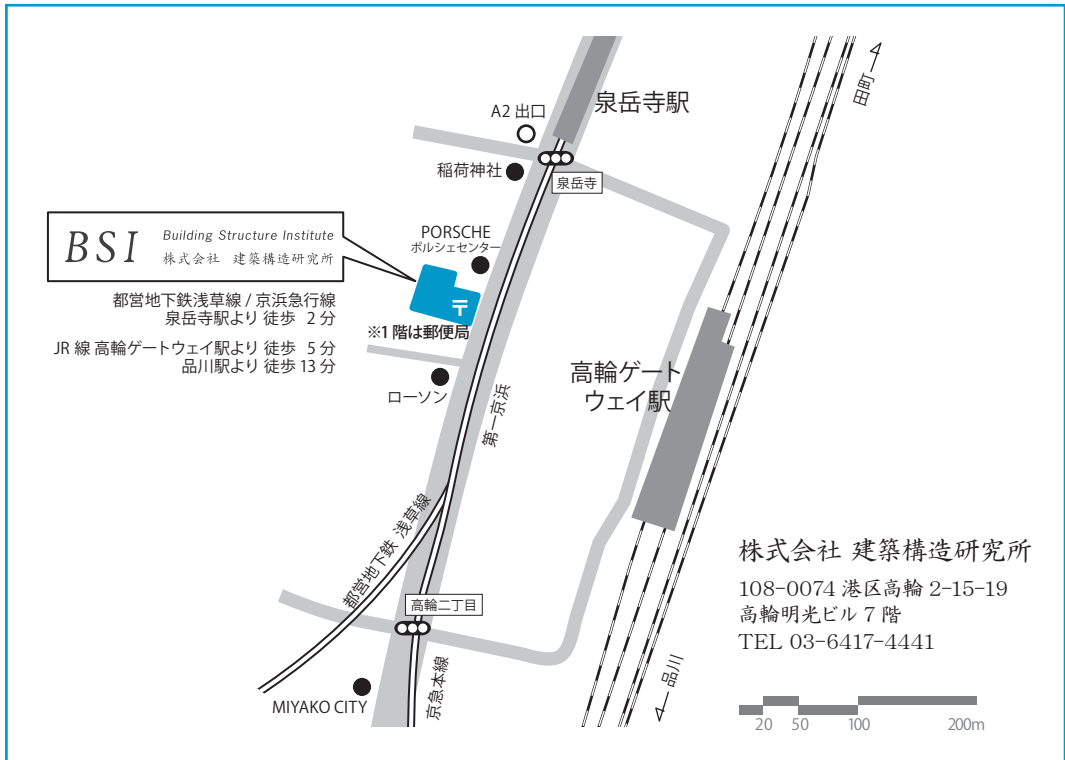 泉岳寺駅
A2 出口
稲荷神社
泉岳寺
田町
BSI
Building Structure Institute
株式会社 建築構造研究所
PORSCHE
ポルシェセンター
〒
※1 階は郵便局
都営地下鉄浅草線 / 京浜急行線
泉岳寺駅より 徒歩 2 分
JR 線 高輪ゲートウェイ駅より 徒歩 5 分
品川駅より 徒歩 13 分
ローソン
第一京浜
高輪ゲート
ウェイ駅
都営地下鉄 浅草線
高輪二丁目
京急本線
MIYAKO CITY
品川
株式会社 建築構造研究所
108-0074 港区高輪 2-15-19
高輪明光ビル 7 階
TEL 03-6417-4441
20 50 100 200m